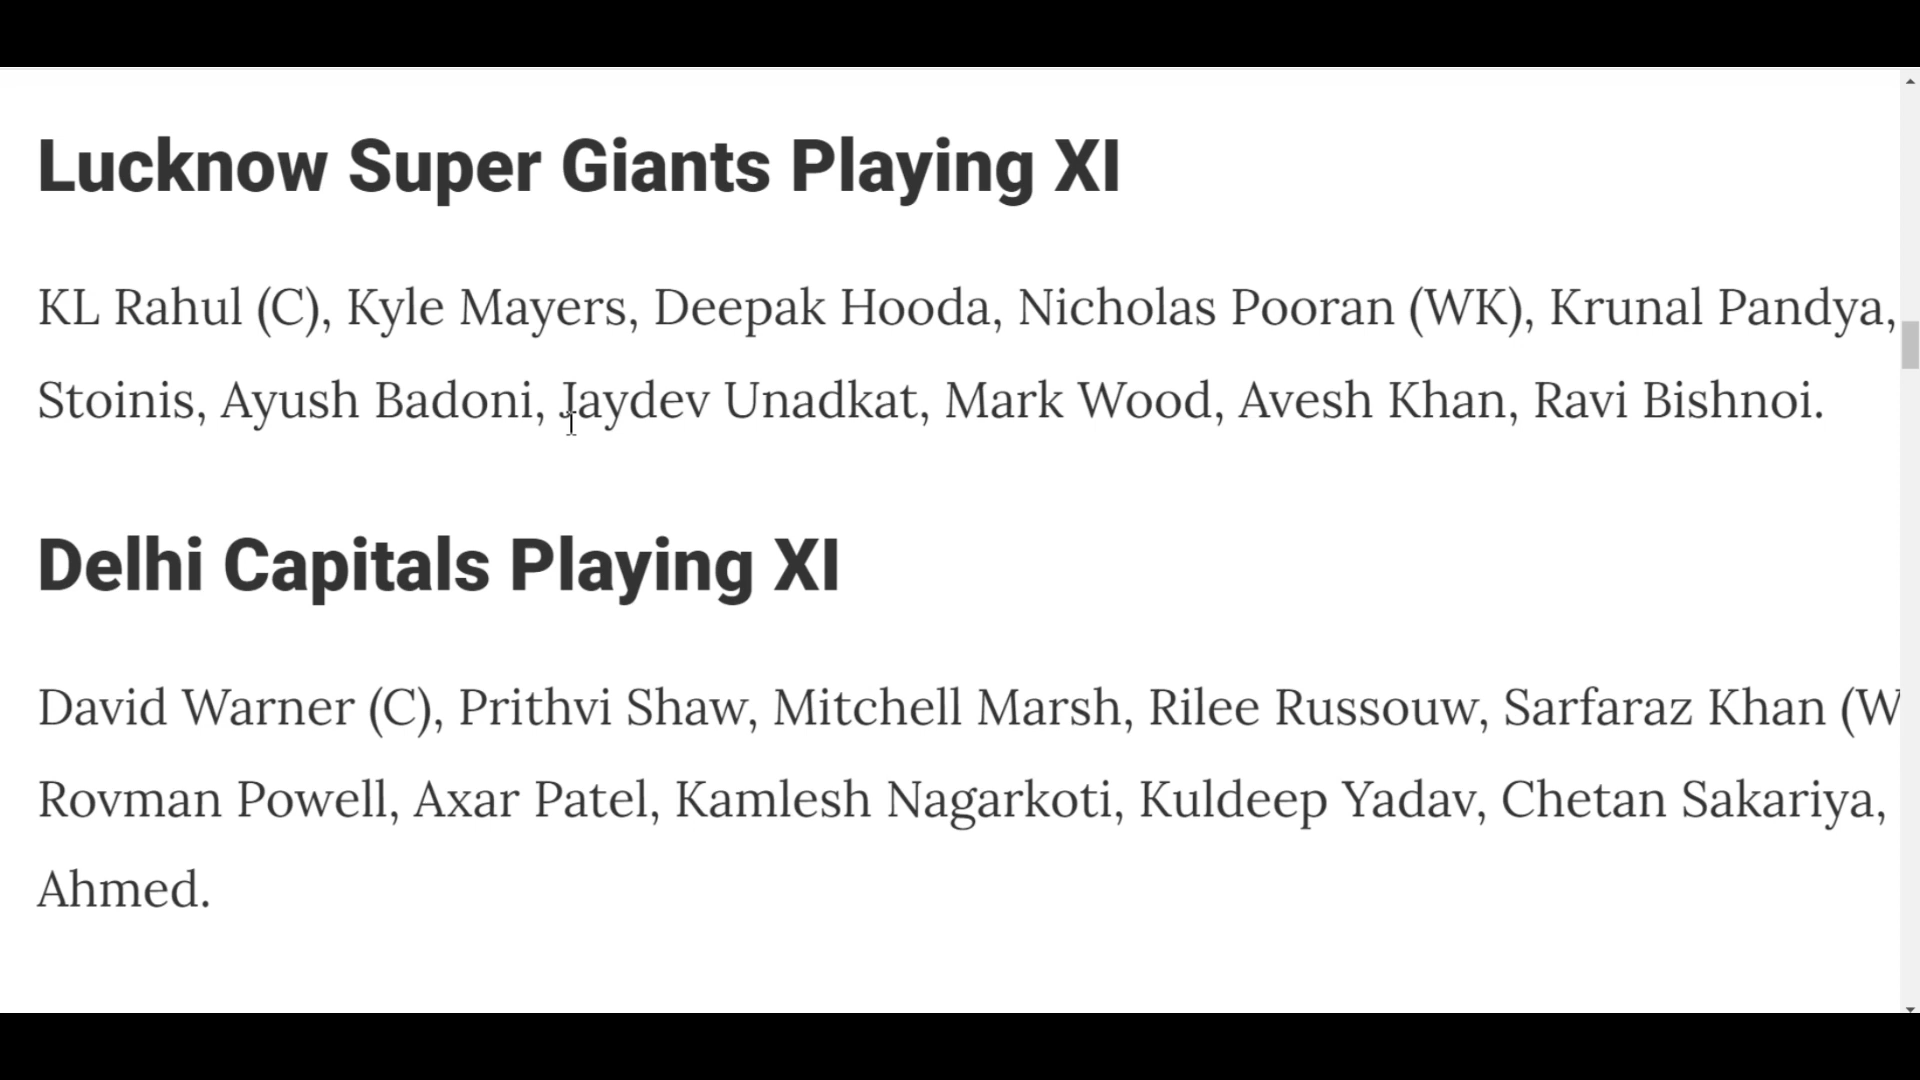 Lucknow Super Giants Playing XI
KL Rahul (C), Kyle Mayers, Deepak Hooda, Nicholas Pooran (WK), Krunal Pandya,
Stoinis, Ayush Badoni, Jaydev Unadkat, Mark Wood, Avesh Khan, Ravi Bishnoi.
Delhi Capitals Playing XI
David Warner (C), Prithvi Shaw, Mitchell Marsh, Rilee Russouw, Sarfaraz Khan (W
Rovman Powell, Axar Patel, Kamlesh Nagarkoti, Kuldeep Yadav, Chetan Sakariya,
Ahmed.